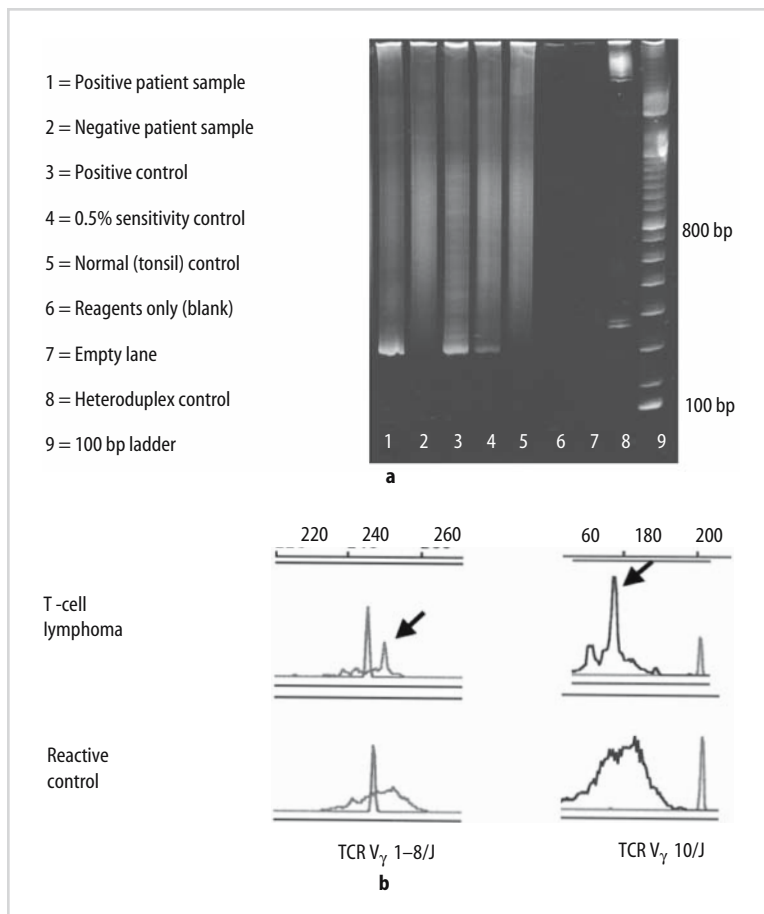 1 = Positive patient sample
2 = Negative patient sample
3 = Positive control
4 = 0.5% sensitivity control
5 = Normal (tonsil) control
6 = Reagents only (blank)
7 = Empty lane
8 = Heteroduplex control
9 = 100 bp ladder
800 bp
100 bp
1 2 3 4 5 6 7 8 9
a
220 240 260
60 180 200
T -cell
lymphoma
Reactive
control
TCR Vγ 1–8/J
TCR Vγ 10/J
b